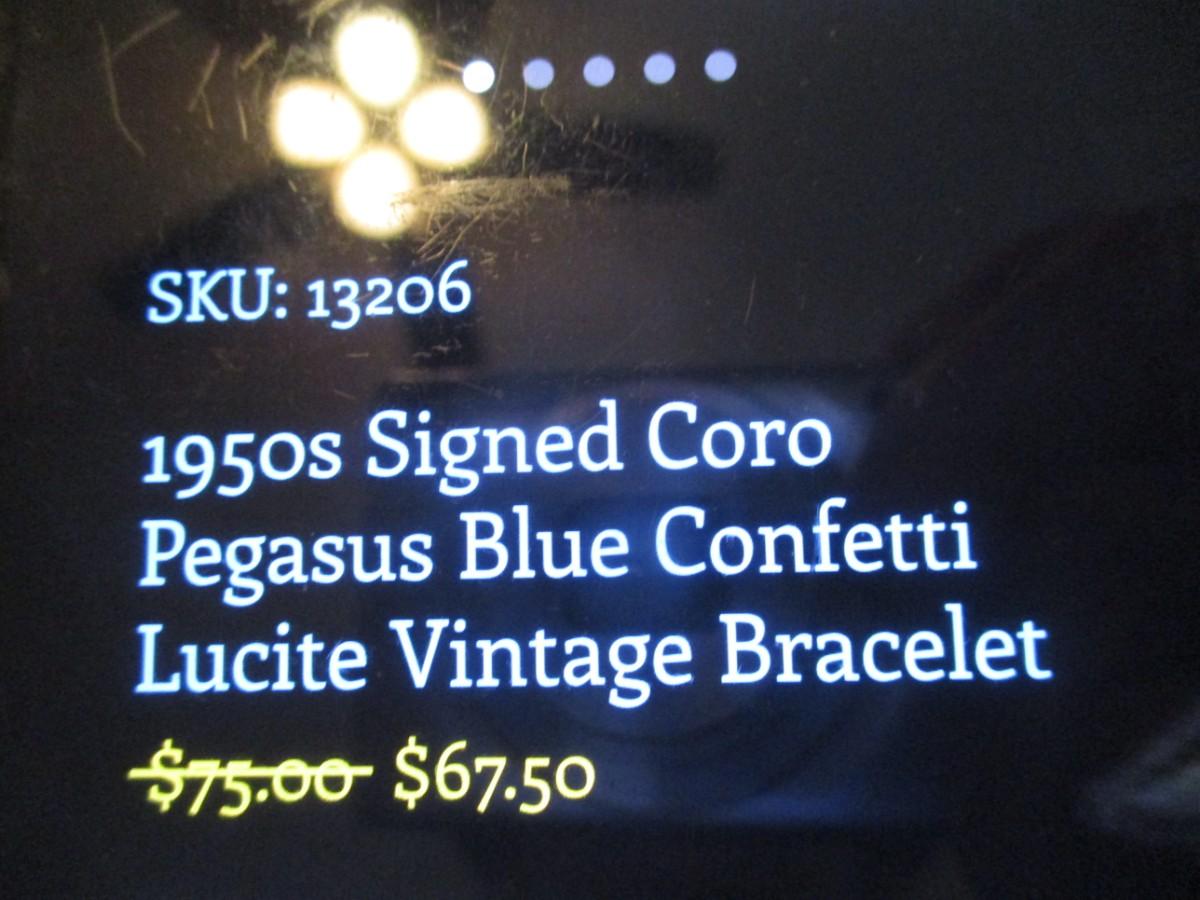 SKU: 13206
1950s Signed Coro
Pegasus Blue Confetti
Lucite Vintage Bracelet
$75.00 $67.50